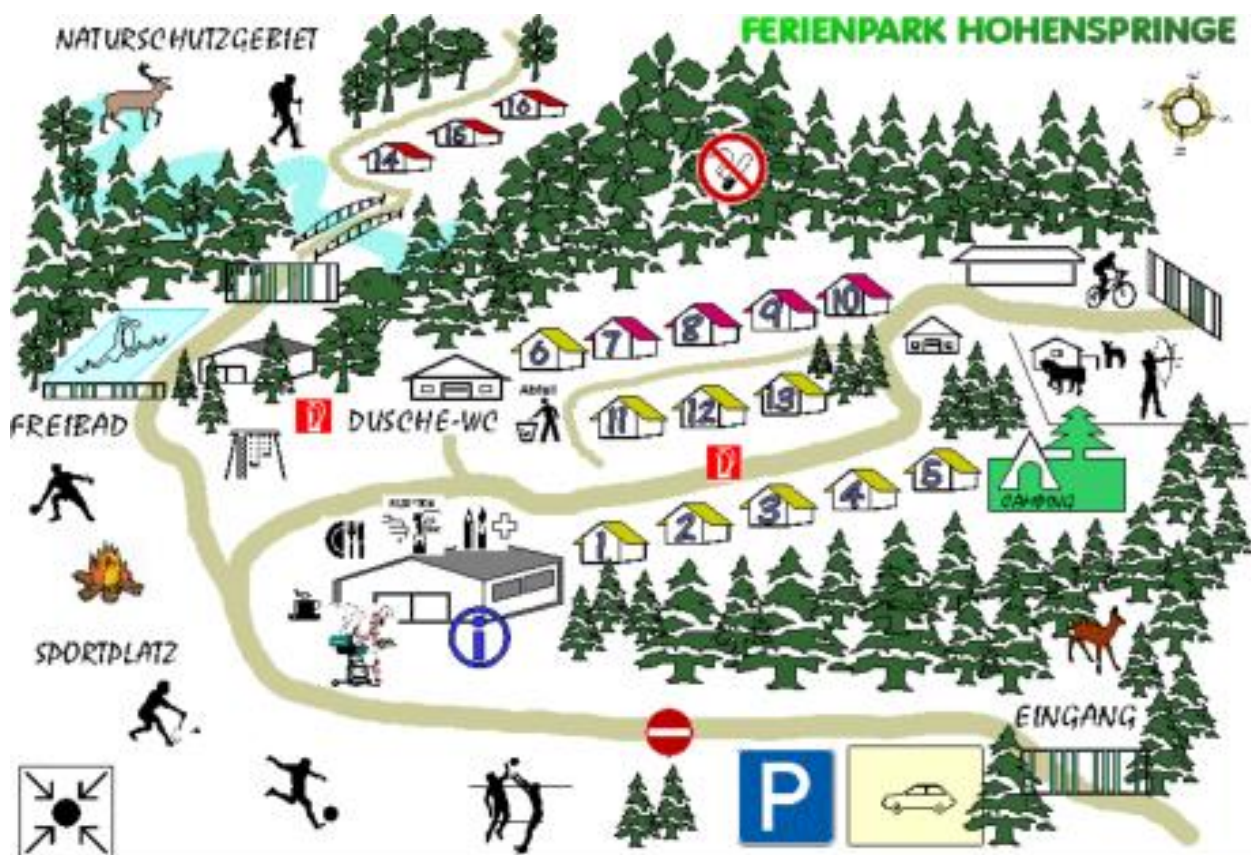 FERIENPARK HOHENSPRINGE
NATURSCHUTZGEBIET
16
15
14
10
9
8
7
6
Abfall
13
12
11
FREIBAD
DUSCHE-WC
5
4
3
2
1
CAMPING
i
SPORTPLATZ
EINGANG
P